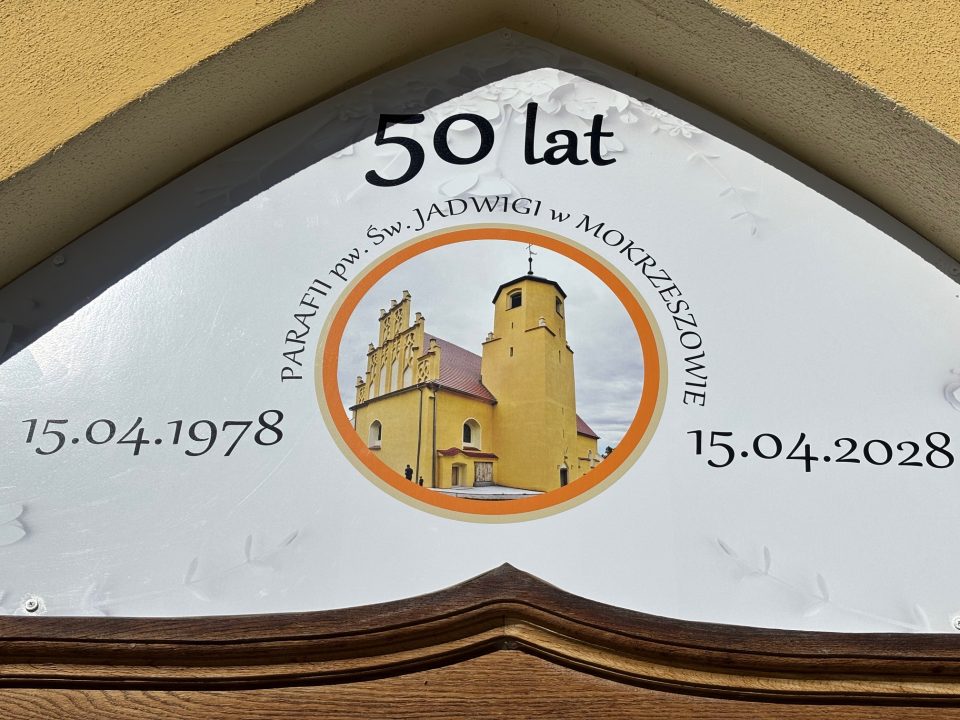 50 lat
PARAFII pw. Św. JADWIGI w MOKRZESZOWIE
15.04.1978
15.04.2028